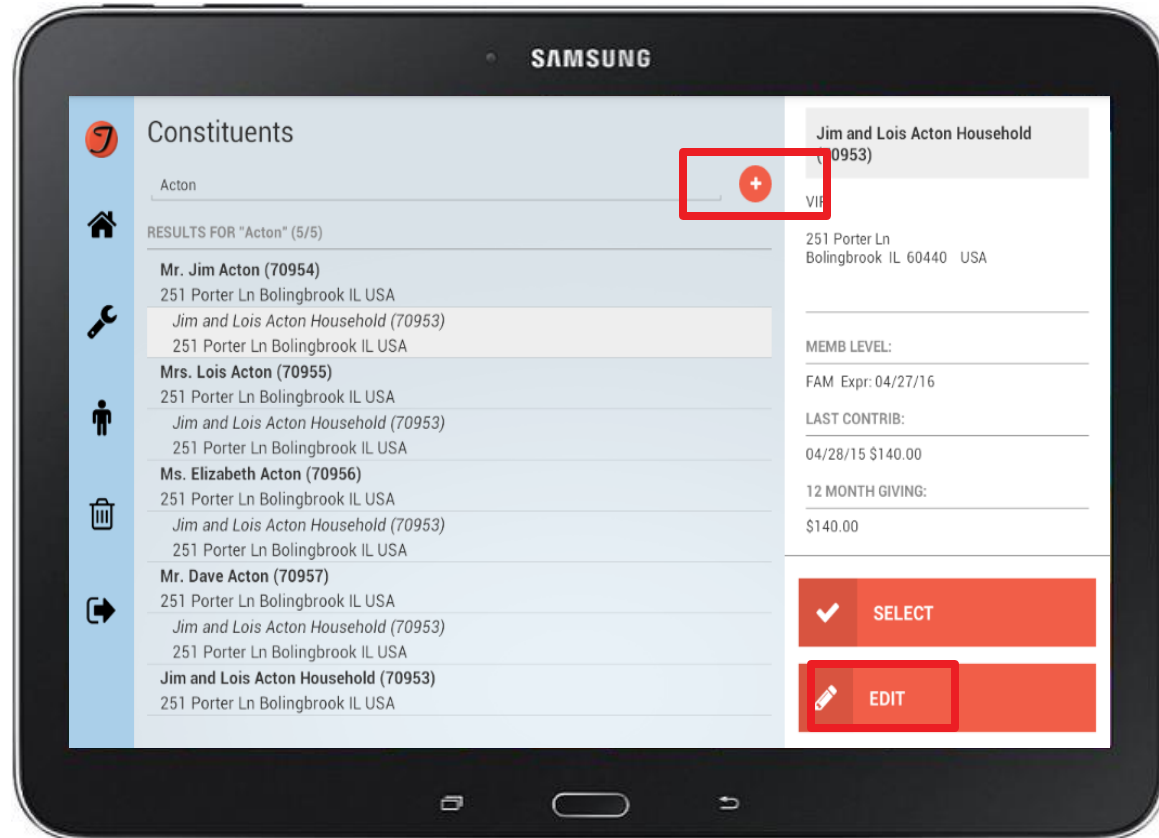 SAMSUNG
Constituents
Acton
RESULTS FOR "Acton" (5/5)
Mr. Jim Acton (70954)
251 Porter Ln Bolingbrook IL USA
Jim and Lois Acton Household (70953)
251 Porter Ln Bolingbrook IL USA
Mrs. Lois Acton (70955)
251 Porter Ln Bolingbrook IL USA
Jim and Lois Acton Household (70953)
251 Porter Ln Bolingbrook IL USA
Ms. Elizabeth Acton (70956)
251 Porter Ln Bolingbrook IL USA
Jim and Lois Acton Household (70953)
251 Porter Ln Bolingbrook IL USA
Mr. Dave Acton (70957)
251 Porter Ln Bolingbrook IL USA
Jim and Lois Acton Household (70953)
251 Porter Ln Bolingbrook IL USA
Jim and Lois Acton Household (70953)
251 Porter Ln Bolingbrook IL USA
Jim and Lois Acton Household
(70953)
251 Porter Ln
Bolingbrook IL 60440 USA
MEMB LEVEL:
FAM Expr: 04/27/16
LAST CONTRIB:
04/28/15 $140.00
12 MONTH GIVING:
$140.00
SELECT
EDIT